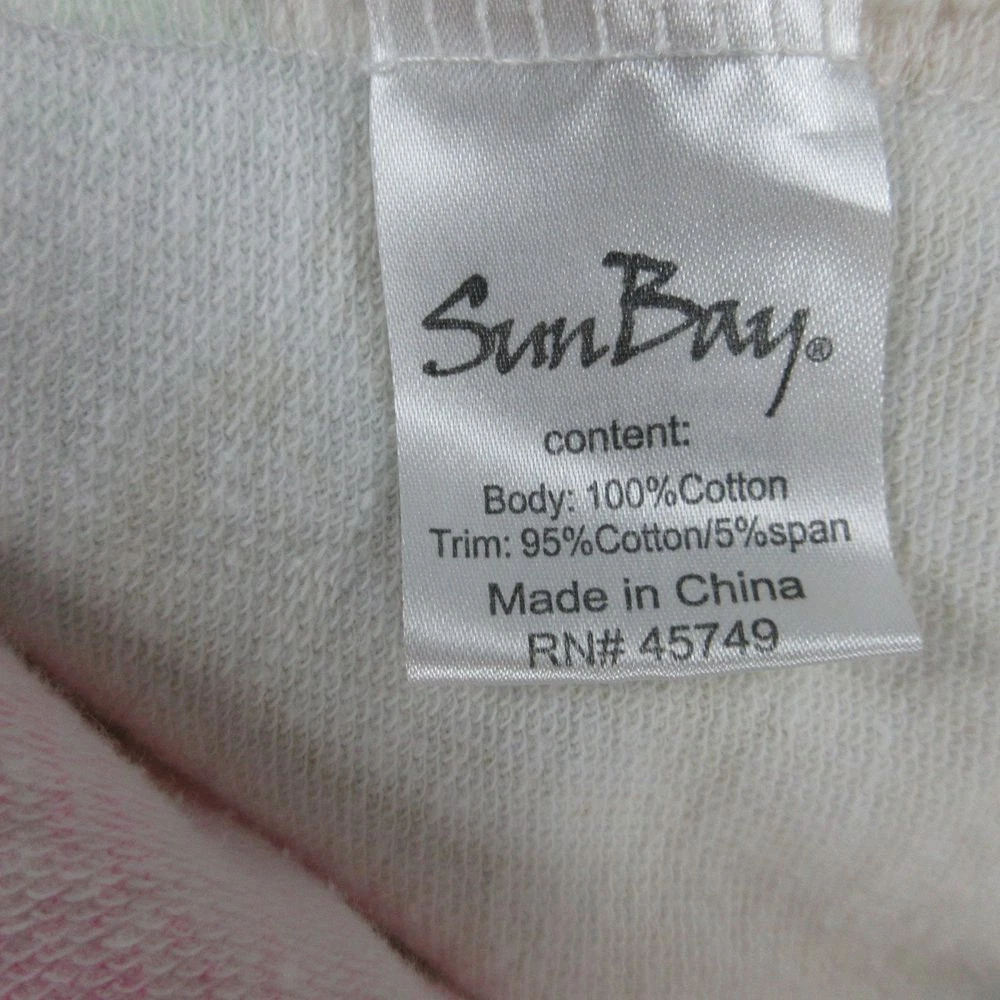 SunBay®
content:
Body: 100%Cotton
Trim: 95%Cotton/5%span
Made in China
RN# 45749